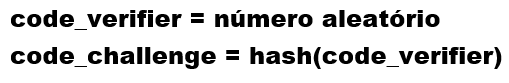 code_verifier = número aleatório
code_challenge = hash(code_verifier)